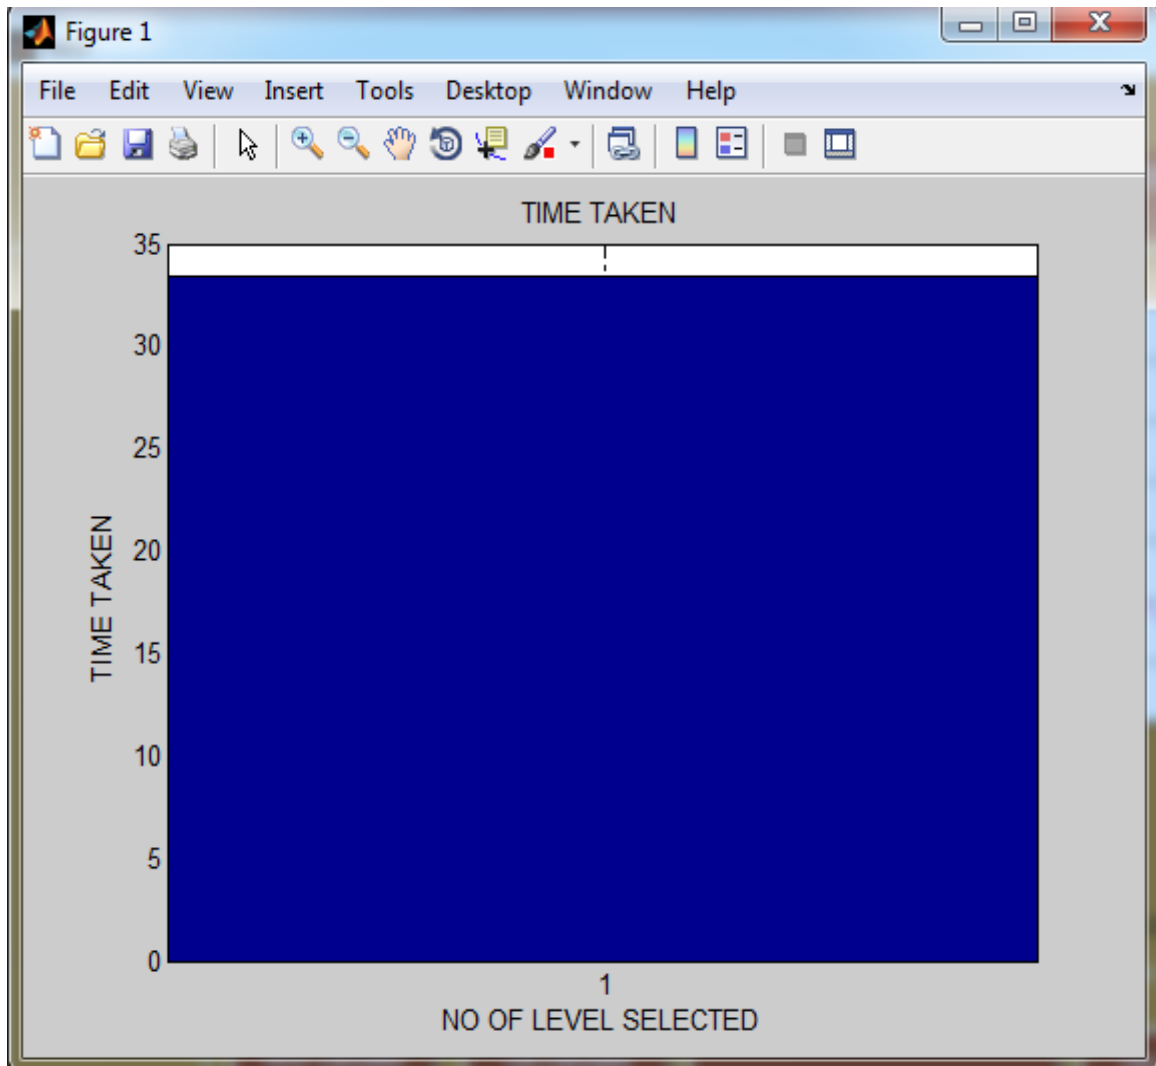 Figure 1
File Edit View Insert Tools Desktop Window Help
TIME TAKEN
35
30
25
20
15
10
5
0
TIME TAKEN
1
NO OF LEVEL SELECTED